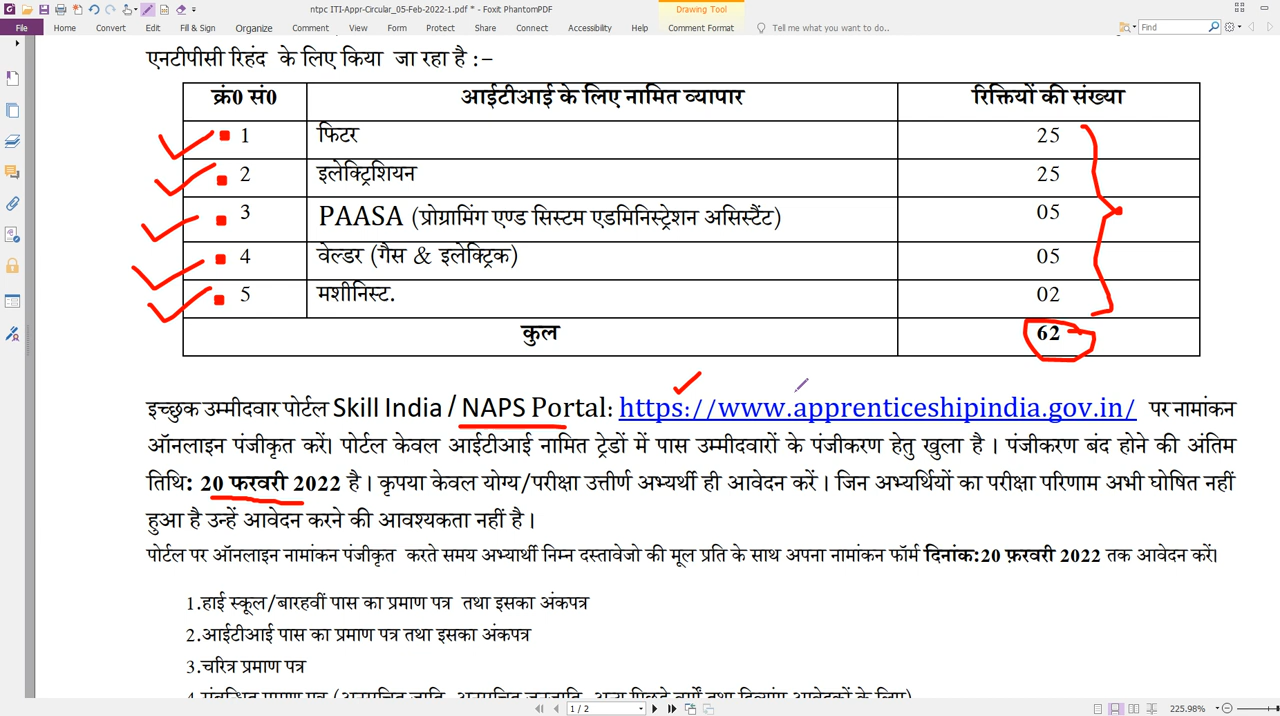 ntpc ITI-Appr-Circular_05-Feb-2022-1.pdf * - Foxit PhantomPDF
Drawing Tool
File Home Convert Edit Fill & Sign Organize Comment View Form Protect Share Connect Accessibility Help Comment Format Tell me what you want to do... Find
एनटीपीसी रिहंद के लिए किया जा रहा है :–
क्रं0 सं0 आईटीआई के लिए नामित व्यापार रिक्तियों की संख्या
1 फिटर 25
2 इलेक्ट्रिशियन 25
3 PAASA (प्रोग्रामिंग एण्ड सिस्टम एडमिनिस्ट्रेशन असिस्टैंट) 05
4 वेल्डर (गैस & इलेक्ट्रिक) 05
5 मशीनिस्ट. 02
कुल 62
इच्छुक उम्मीदवार पोर्टल Skill India / NAPS Portal: https://www.apprenticeshipindia.gov.in/ पर नामांकन
ऑनलाइन पंजीकृत करें। पोर्टल केवल आईटीआई नामित ट्रेडों में पास उम्मीदवारों के पंजीकरण हेतु खुला है । पंजीकरण बंद होने की अंतिम
तिथि: 20 फरवरी 2022 है । कृपया केवल योग्य/परीक्षा उत्तीर्ण अभ्यर्थी ही आवेदन करें । जिन अभ्यर्थियों का परीक्षा परिणाम अभी घोषित नहीं
हुआ है उन्हें आवेदन करने की आवश्यकता नहीं है ।
पोर्टल पर ऑनलाइन नामांकन पंजीकृत करते समय अभ्यार्थी निम्न दस्तावेजो की मूल प्रति के साथ अपना नामांकन फॉर्म दिनांक:20 फ़रवरी 2022 तक आवेदन करें।
1.हाई स्कूल/बारहवीं पास का प्रमाण पत्र तथा इसका अंकपत्र
2.आईटीआई पास का प्रमाण पत्र तथा इसका अंकपत्र
3.चरित्र प्रमाण पत्र
1 / 2 225.98%